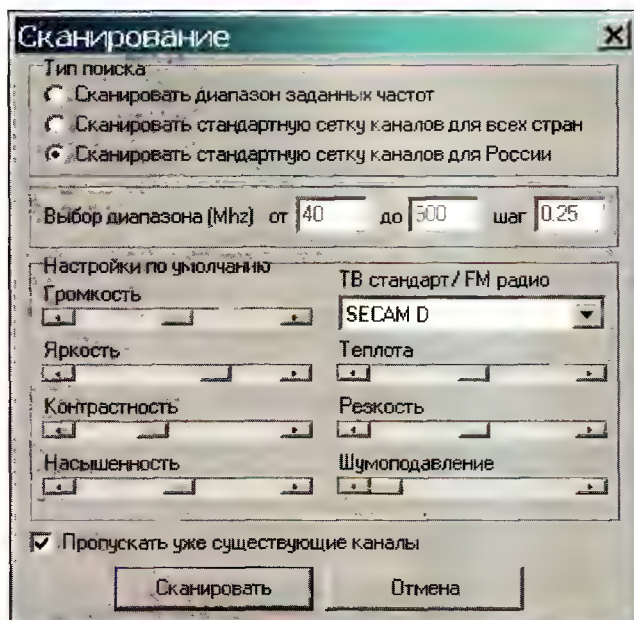 Сканирование
Тип поиска
Сканировать диапазон заданных частот
Сканировать стандартную сетку каналов для всех стран
Сканировать стандартную сетку каналов для России
Выбор диапазона (Mhz) от 40 до 500 шаг 0.25
Настройки по умолчанию
Громкость
ТВ стандарт / FM радио
SECAM D
Яркость
Теплота
Контрастность
Резкость
Насышенность
Шумоподавление
Пропускать уже существующие каналы
Сканировать Отмена